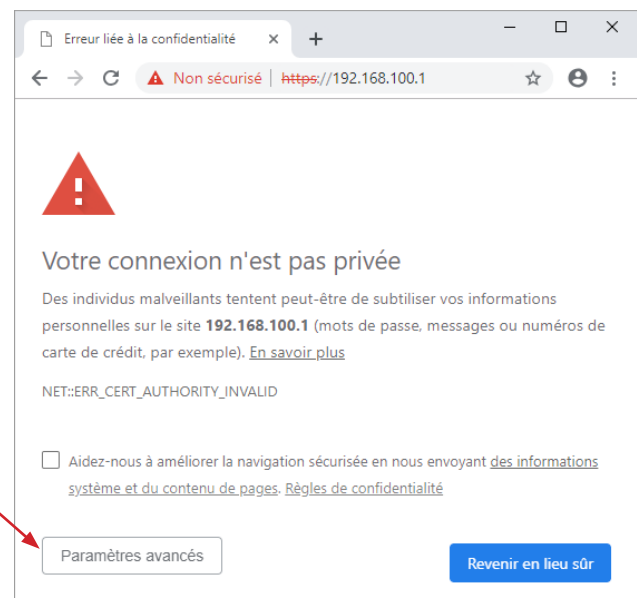 Erreur liée à la confidentialité
Non sécurisé | https://192.168.100.1
Votre connexion n'est pas privée
Des individus malveillants tentent peut-être de subtiliser vos informations
personnelles sur le site 192.168.100.1 (mots de passe, messages ou numéros de
carte de crédit, par exemple). En savoir plus
NET::ERR_CERT_AUTHORITY_INVALID
Aidez-nous à améliorer la navigation sécurisée en nous envoyant des informations
système et du contenu de pages. Règles de confidentialité
Paramètres avancés
Revenir en lieu sûr